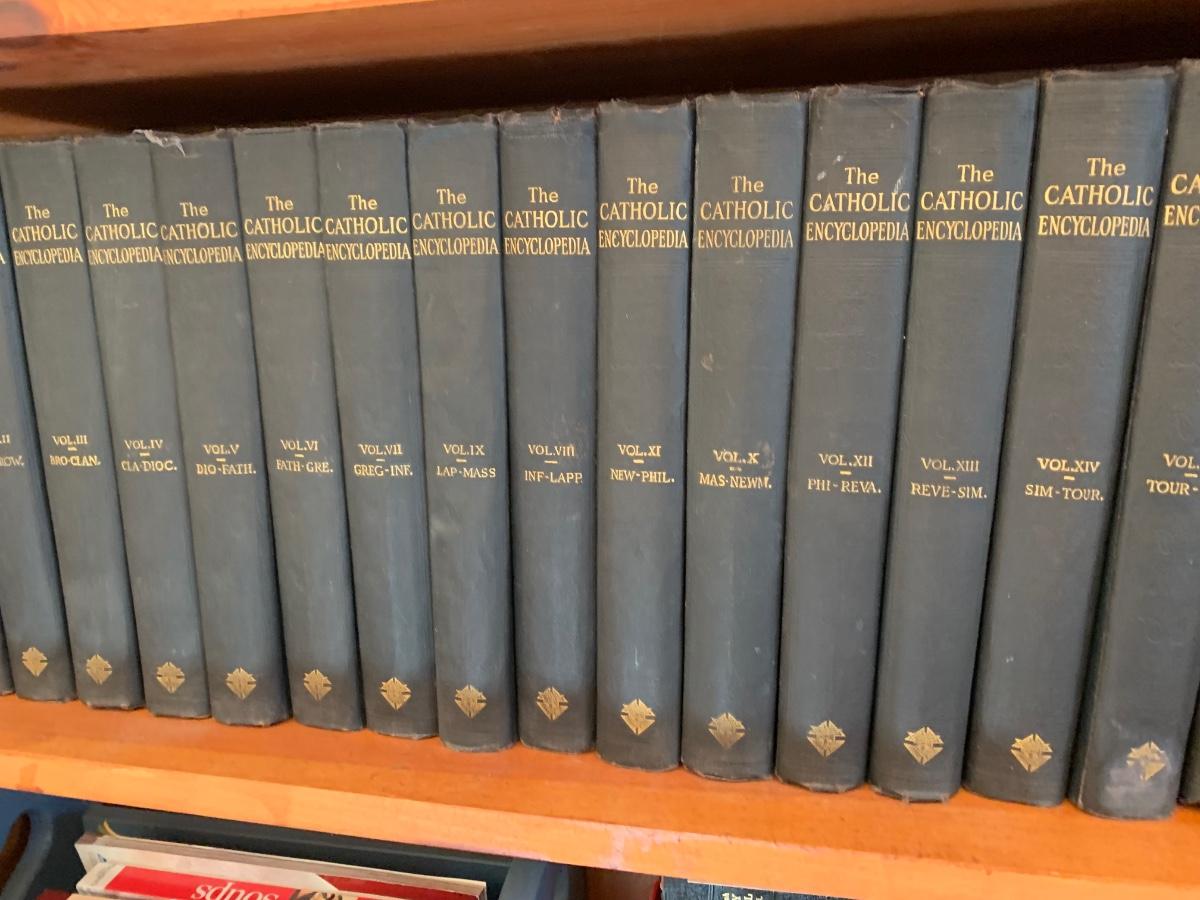 The
CATHOLIC
ENCYCLOPEDIA
VOL.III
BRO-CLAN.
The
CATHOLIC
ENCYCLOPEDIA
VOL.IV
CLA-DIOC.
The
CATHOLIC
ENCYCLOPEDIA
VOL.V
DIO-FATH.
The
CATHOLIC
ENCYCLOPEDIA
VOL.VI
FATH-GRE.
The
CATHOLIC
ENCYCLOPEDIA
VOL.VII
GREG-INF.
The
CATHOLIC
ENCYCLOPEDIA
VOL.IX
LAP-MASS
The
CATHOLIC
ENCYCLOPEDIA
VOL.VIII
INF-LAPP.
The
CATHOLIC
ENCYCLOPEDIA
VOL.XI
NEW-PHIL.
The
CATHOLIC
ENCYCLOPEDIA
VOL.X
MAS-NEWM.
The
CATHOLIC
ENCYCLOPEDIA
VOL.XII
PHI-REVA.
The
CATHOLIC
ENCYCLOPEDIA
VOL.XIII
REVE-SIM.
The
CATHOLIC
ENCYCLOPEDIA
VOL.XIV
SIM-TOUR.
CA
ENC
VOL.
TOUR-
soups